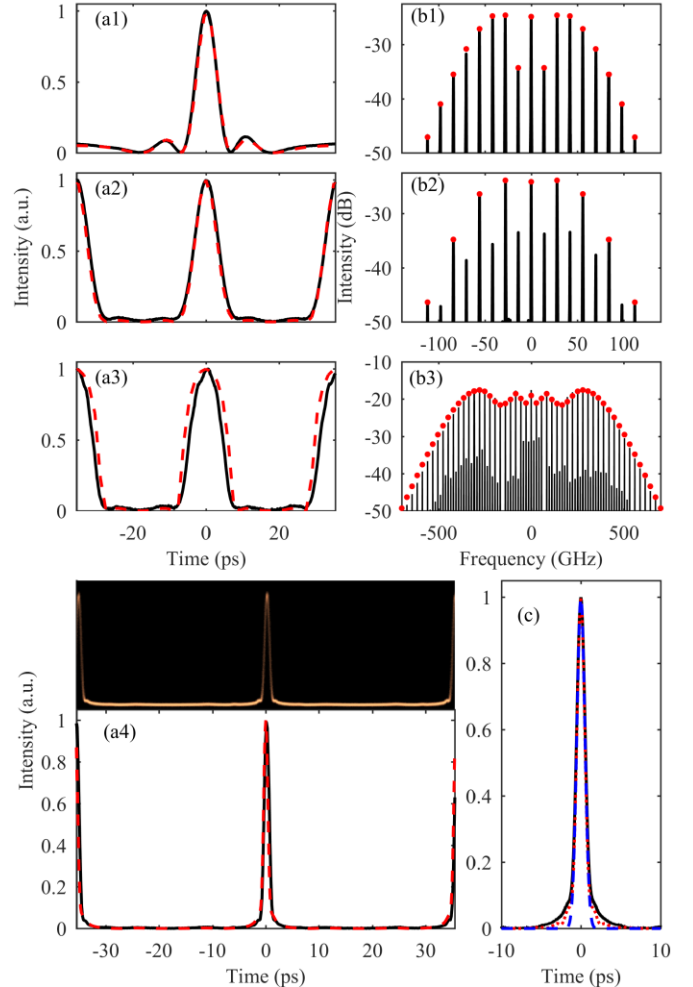 (a1)
1
0.5
0
(b1)
-25
-40
-50
(a2)
1
0.5
0
(b2)
-25
-40
-50
-100 -50 0 50 100
Intensity (a.u.)
Intensity (dB)
(a3)
1
0.5
0
-20 0 20
Time (ps)
(b3)
-10
-20
-30
-40
-50
-500 0 500
Frequency (GHz)
(a4)
1
0.8
0.6
0.4
0.2
0
Intensity (a.u.)
-30 -20 -10 0 10 20 30
Time (ps)
(c)
1
0.8
0.6
0.4
0.2
0
-10 0 10
Time (ps)